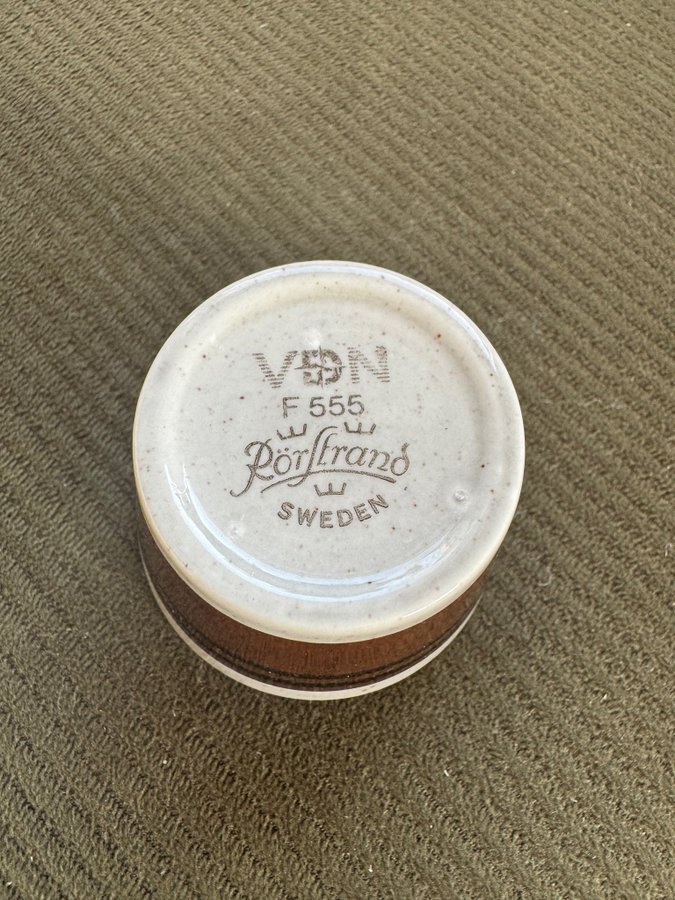 VDN
F 555
Rörstrand
SWEDEN